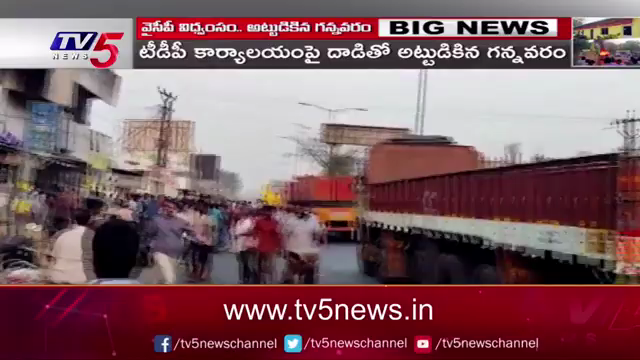 TV5
NEWS
వైసీపీ విధ్వంసం.. అట్టుడికిన గన్నవరం
BIG NEWS
టీడీపీ కార్యాలయంపై దాడితో అట్టుడికిన గన్నవరం
www.tv5news.in
/tv5newschannel /tv5newschannel /tv5newschannel